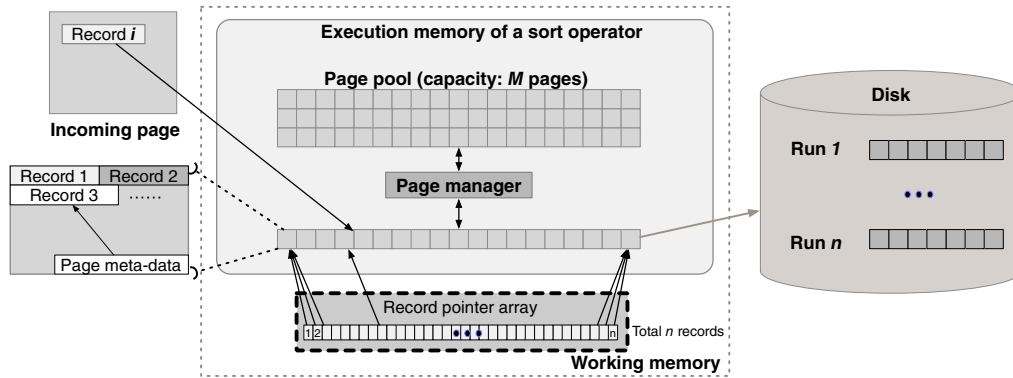 Record i
Incoming page
Record 1 Record 2
Record 3 ......
Page meta-data
Execution memory of a sort operator
Page pool (capacity: M pages)
Page manager
Record pointer array
1 2 n
Total n records
Working memory
Disk
Run 1
Run n